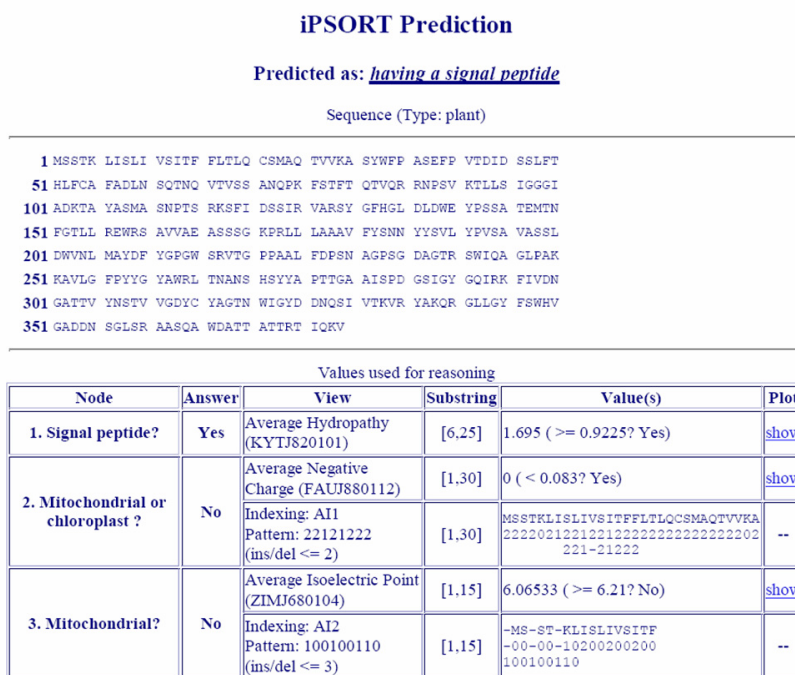 iPSORT Prediction
Predicted as: having a signal peptide
Sequence (Type: plant)
1 MSSTK LISLI VSITF FLTLQ CSMAQ TVVKA SYWFP ASEFP VTDID SSLFT
51 HLFCA FADLN SQTNQ VTVSS ANQPK FSTFT QTVQR RNPSV KTLLS IGGGI
101 ADKTA YASMA SNPTS RKSFI DSSIR VARSY GFHGL DLDWE YPSSA TEMTN
151 FGTLL REWRS AVVAE ASSSG KPRLL LAAAV FYSNN YYSVL YPVSA VASSL
201 DWVNL MAYDF YGPGW SRVTG PPAAL FDPSN AGPSG DAGTR SWIQA GLPAK
251 KAVLG FPYYG YAWRL TNANS HSYYA PTTGA AISPD GSIGY GQIRK FIVDN
301 GATTV YNSTV VGDYC YAGTN WIGYD DNQSI VTKVR YAKQR GLLGY FSWHV
351 GADDN SGLSR AASQA WDATT ATTRT IQKV
Values used for reasoning
Node Answer View Substring Value(s) Plot
1. Signal peptide? Yes Average Hydropathy (KYTJ820101) [6,25] 1.695 ( >= 0.9225? Yes) show
2. Mitochondrial or chloroplast ? No Average Negative Charge (FAUJ880112) [1,30] 0 ( < 0.083? Yes) show
Indexing: AI1
Pattern: 22121222
(ins/del <= 2)
[1,30]
MSSTKLISLIVSITFFLTLQCSMAQTVVKA
222202122122122222222222222202
221-21222
--
3. Mitochondrial? No Average Isoelectric Point (ZIMJ680104) [1,15] 6.06533 ( >= 6.21? No) show
Indexing: AI2
Pattern: 100100110
(ins/del <= 3)
[1,15]
-MS-ST-KLISLIVSITF
-00-00-10200200200
100100110
--